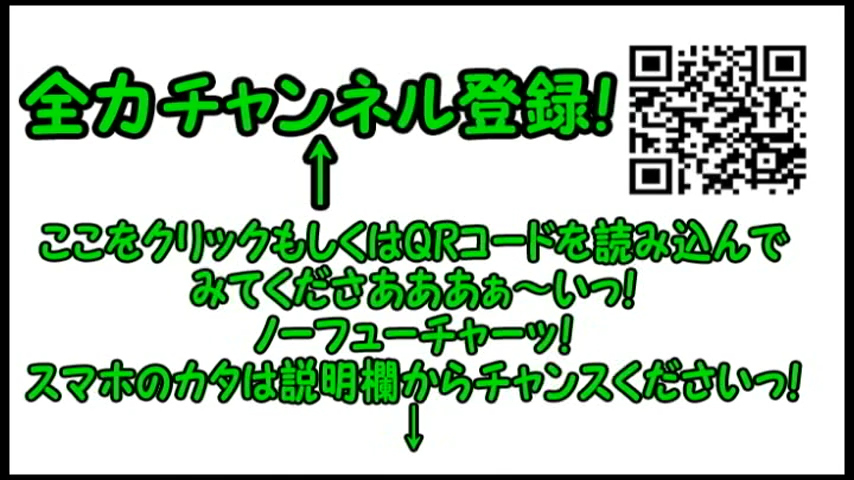 全力チャンネル登録!
↑
ここをクリックもしくはQRコードを読み込んで
みてくださあああぁ～いっ!
ノーフューチャーッ!
スマホのカタは説明欄からチャンスくださいっ!
↓